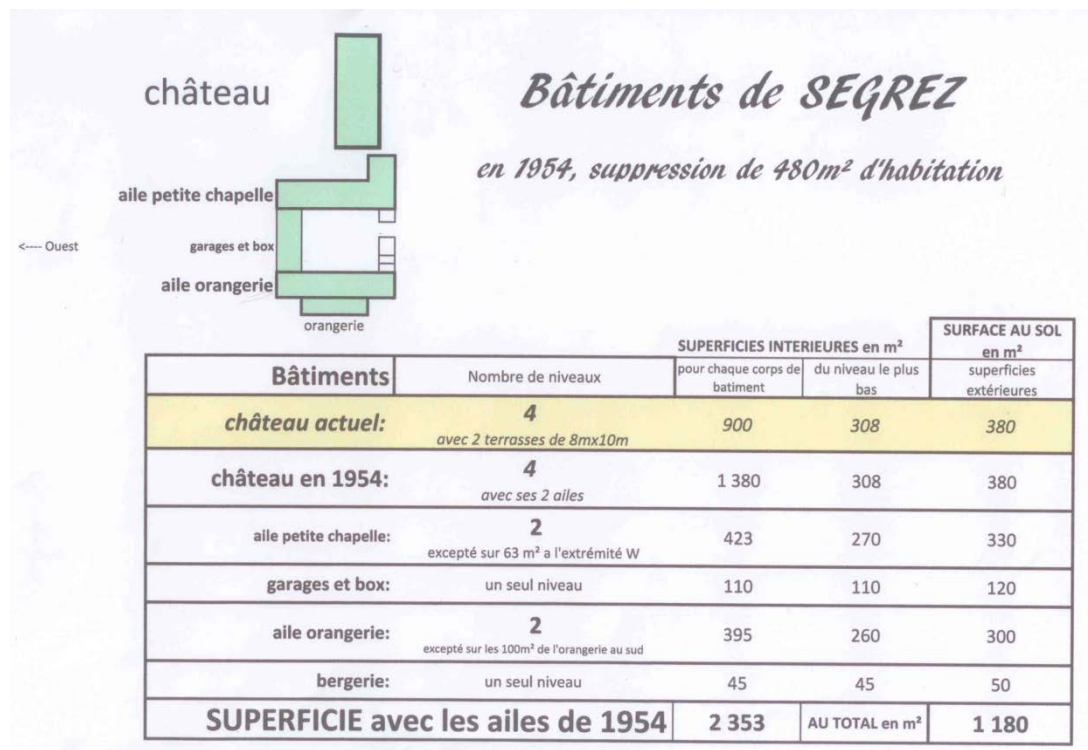 château
Bâtiments de SEGREZ
en 1954, suppression de 480m² d'habitation
aile petite chapelle
<---- Ouest
garages et box
aile orangerie
orangerie
SUPERFICIES INTERIEURES en m²
SURFACE AU SOL
en m²
Bâtiments
Nombre de niveaux
pour chaque corps de
batiment
du niveau le plus
bas
superficies
extérieures
château actuel:
4
avec 2 terrasses de 8mx10m
900
308
380
château en 1954:
4
avec ses 2 ailes
1 380
308
380
aile petite chapelle:
2
excepté sur 63 m² a l'extrémité W
423
270
330
garages et box:
un seul niveau
110
110
120
aile orangerie:
2
excepté sur les 100m² de l'orangerie au sud
395
260
300
bergerie:
un seul niveau
45
45
50
SUPERFICIE avec les ailes de 1954
2 353
AU TOTAL en m²
1 180